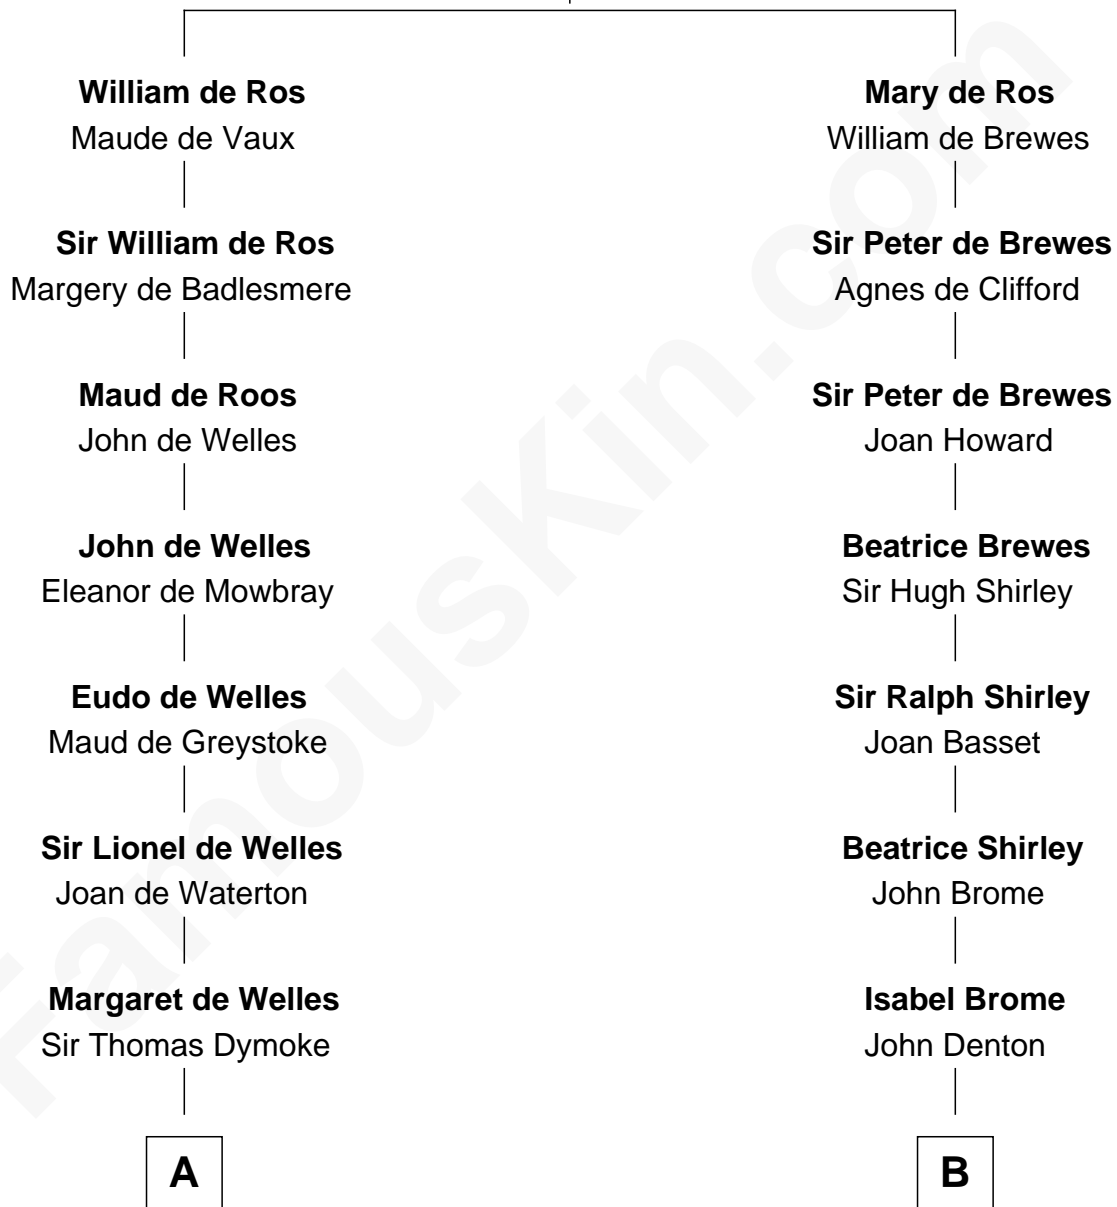 William de Ros
Maude de Vaux
Sir William de Ros
Margery de Badlesmere
Maud de Roos
John de Welles
John de Welles
Eleanor de Mowbray
Eudo de Welles
Maud de Greystoke
Sir Lionel de Welles
Joan de Waterton
Margaret de Welles
Sir Thomas Dymoke
A
Mary de Ros
William de Brewes
Sir Peter de Brewes
Agnes de Clifford
Sir Peter de Brewes
Joan Howard
Beatrice Brewes
Sir Hugh Shirley
Sir Ralph Shirley
Joan Basset
Beatrice Shirley
John Brome
Isabel Brome
John Denton
B
FamousKin.com